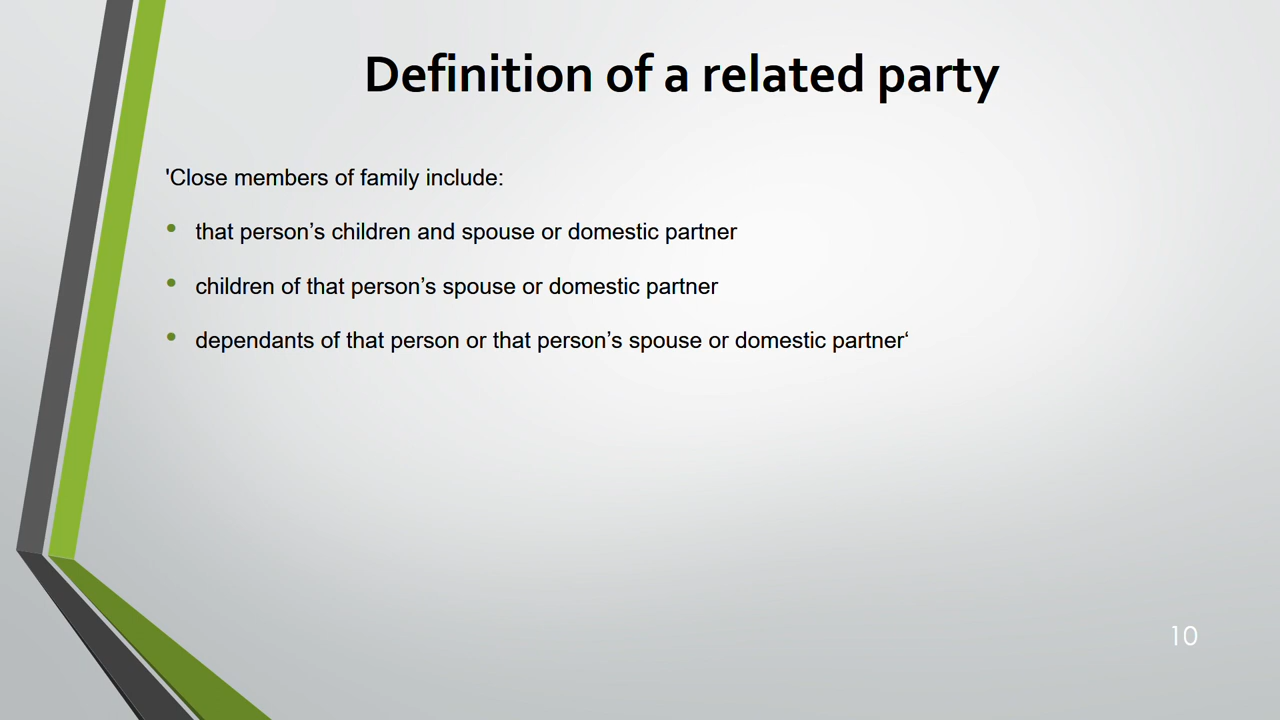 Definition of a related party
'Close members of family include:
• that person’s children and spouse or domestic partner
• children of that person’s spouse or domestic partner
• dependants of that person or that person’s spouse or domestic partner‘
10